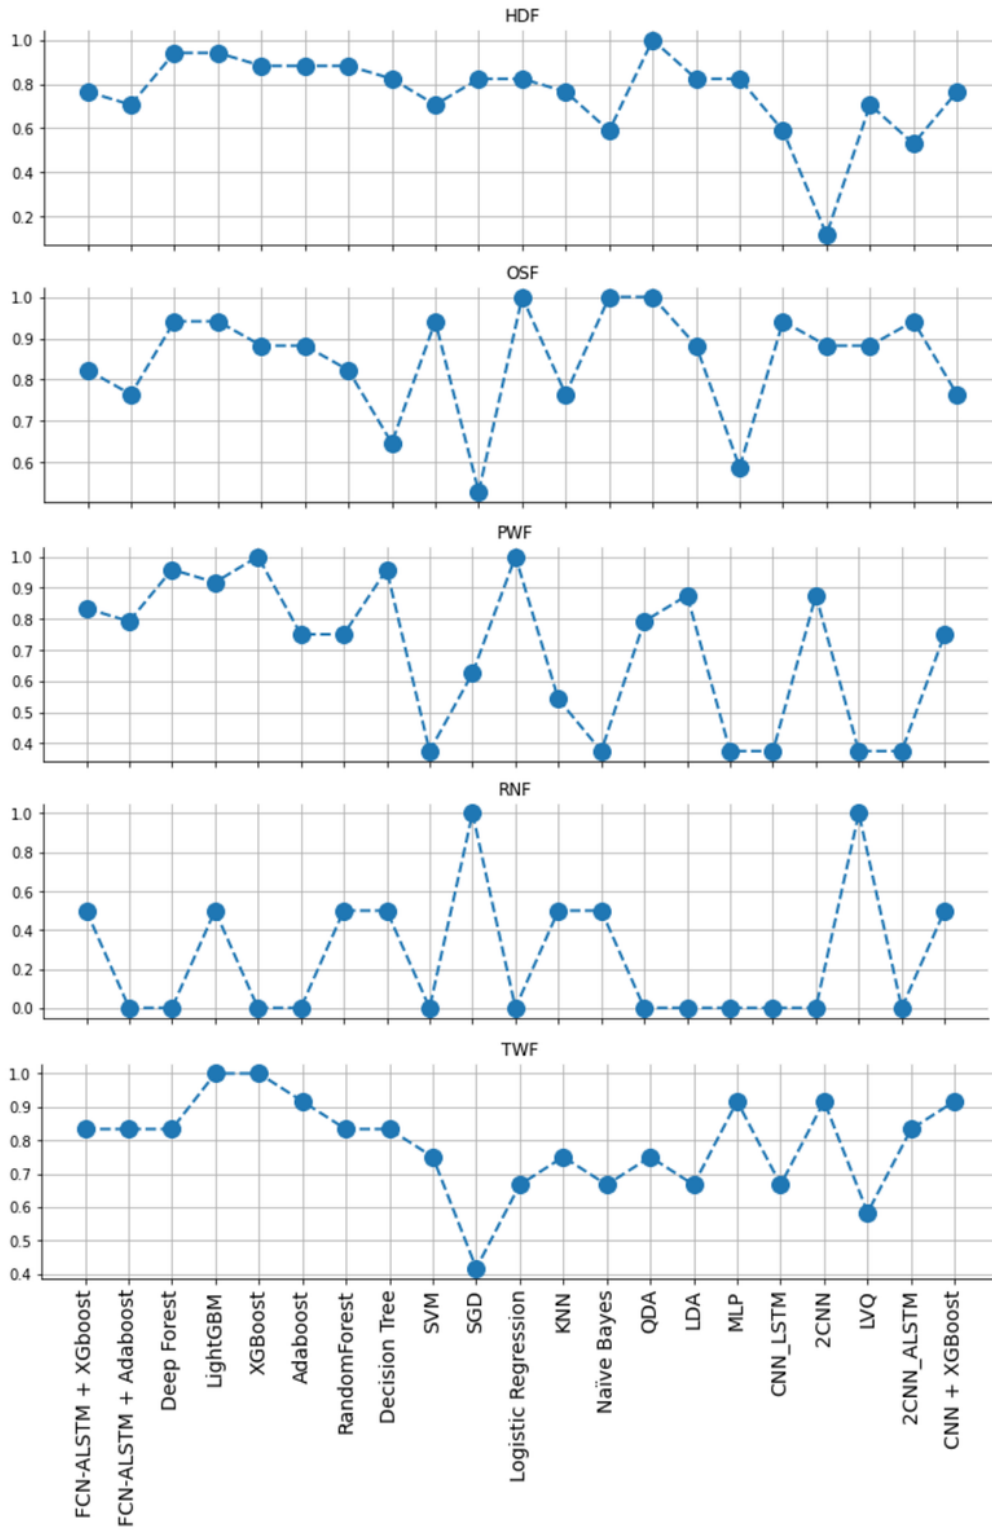 HDF
1.0
0.8
0.6
0.4
0.2
OSF
1.0
0.9
0.8
0.7
0.6
PWF
1.0
0.9
0.8
0.7
0.6
0.5
0.4
RNF
1.0
0.8
0.6
0.4
0.2
0.0
TWF
1.0
0.9
0.8
0.7
0.6
0.5
0.4
FCN-ALSTM + XGboost
FCN-ALSTM + Adaboost
Deep Forest
LightGBM
XGBoost
Adaboost
RandomForest
Decision Tree
SVM
SGD
Logistic Regression
KNN
Naïve Bayes
QDA
LDA
MLP
CNN_LSTM
2CNN
LVQ
2CNN_ALSTM
CNN + XGBoost